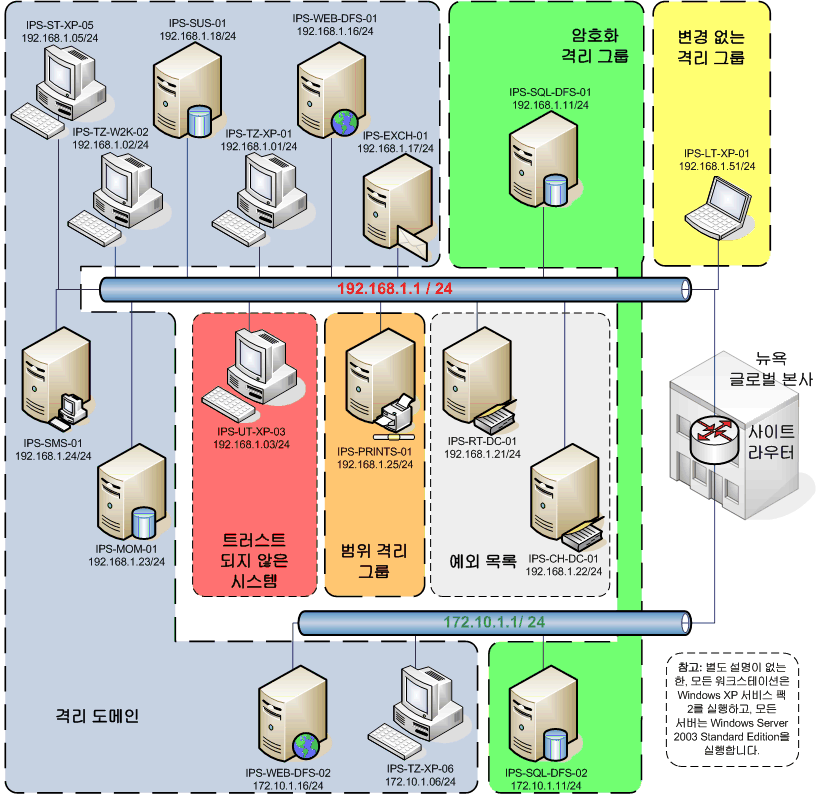 IPS-ST-XP-05
192.168.1.05/24
IPS-SUS-01
192.168.1.18/24
IPS-WEB-DFS-01
192.168.1.16/24
암호화
격리 그룹
변경 없는
격리 그룹
IPS-TZ-W2K-02
192.168.1.02/24
IPS-TZ-XP-01
192.168.1.01/24
IPS-EXCH-01
192.168.1.17/24
IPS-SQL-DFS-01
192.168.1.11/24
IPS-LT-XP-01
192.168.1.51/24
192.168.1.1 / 24
IPS-SMS-01
192.168.1.24/24
IPS-UT-XP-03
192.168.1.03/24
IPS-PRINTS-01
192.168.1.25/24
IPS-RT-DC-01
192.168.1.21/24
뉴욕
글로벌 본사
사이트
라우터
IPS-MOM-01
192.168.1.23/24
트러스트
되지 않은
시스템
범위 격리
그룹
예외 목록
IPS-CH-DC-01
192.168.1.22/24
172.10.1.1/ 24
격리 도메인
IPS-WEB-DFS-02
172.10.1.16/24
IPS-TZ-XP-06
172.10.1.06/24
IPS-SQL-DFS-02
172.10.1.11/24
참고: 별도 설명이 없는
한, 모든 워크스테이션은
Windows XP 서비스 팩
2를 실행하고, 모든
서버는 Windows Server
2003 Standard Edition을
실행합니다.